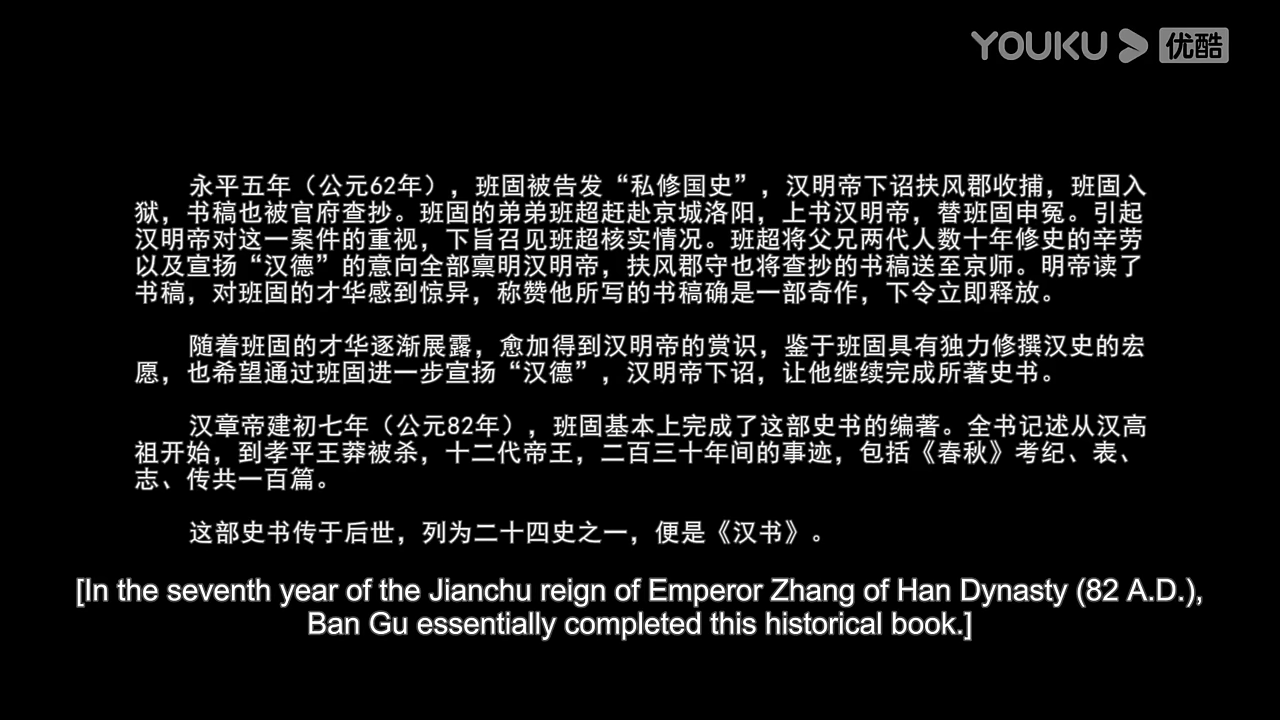 YOUKU 优酷
永平五年（公元62年），班固被告发“私修国史”，汉明帝下诏扶风郡收捕，班固入
狱，书稿也被官府查抄。班固的弟弟班超赶赴京城洛阳，上书汉明帝，替班固申冤。引起
汉明帝对这一案件的重视，下旨召见班超核实情况。班超将父兄两代人数十年修史的辛劳
以及宣扬“汉德”的意向全部禀明汉明帝，扶风郡守也将查抄的书稿送至京师。明帝读了
书稿，对班固的才华感到惊异，称赞他所写的书稿确是一部奇作，下令立即释放。
随着班固的才华逐渐展露，愈加得到汉明帝的赏识，鉴于班固具有独力修撰汉史的宏
愿，也希望通过班固进一步宣扬“汉德”，汉明帝下诏，让他继续完成所著史书。
汉章帝建初七年（公元82年），班固基本上完成了这部史书的编著。全书记述从汉高
祖开始，到孝平王莽被杀，十二代帝王，二百三十年间的事迹，包括《春秋》考纪、表、
志、传共一百篇。
这部史书传于后世，列为二十四史之一，便是《汉书》。
[In the seventh year of the Jianchu reign of Emperor Zhang of Han Dynasty (82 A.D.),
Ban Gu essentially completed this historical book.]